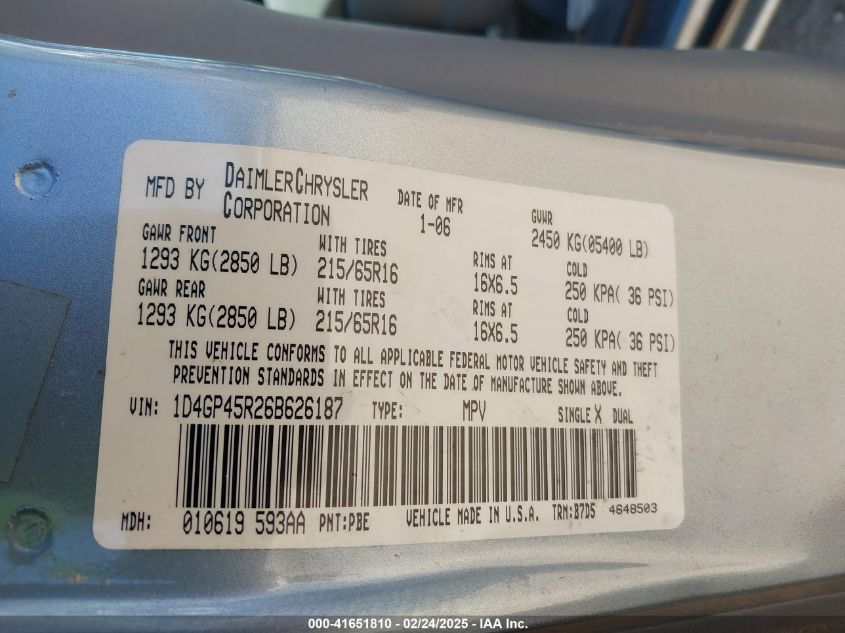 MFD BY DAIMLERCHRYSLER CORPORATION
DATE OF MFR 1-06
GVWR 2450 KG(05400 LB)
GAWR FRONT WITH TIRES RIMS AT COLD
1293 KG(2850 LB) 215/65R16 16X6.5 250 KPA( 36 PSI)
GAWR REAR WITH TIRES RIMS AT COLD
1293 KG(2850 LB) 215/65R16 16X6.5 250 KPA( 36 PSI)
THIS VEHICLE CONFORMS TO ALL APPLICABLE FEDERAL MOTOR VEHICLE SAFETY AND THEFT
PREVENTION STANDARDS IN EFFECT ON THE DATE OF MANUFACTURE SHOWN ABOVE.
VIN: 1D4GP45R26B626187 TYPE: MPV SINGLE X DUAL
MDH: 010619 593AA PNT:PBE VEHICLE MADE IN U.S.A. TRM:B7D5 4648503
000-41651810 / 02/24/2025 - IAA Inc.